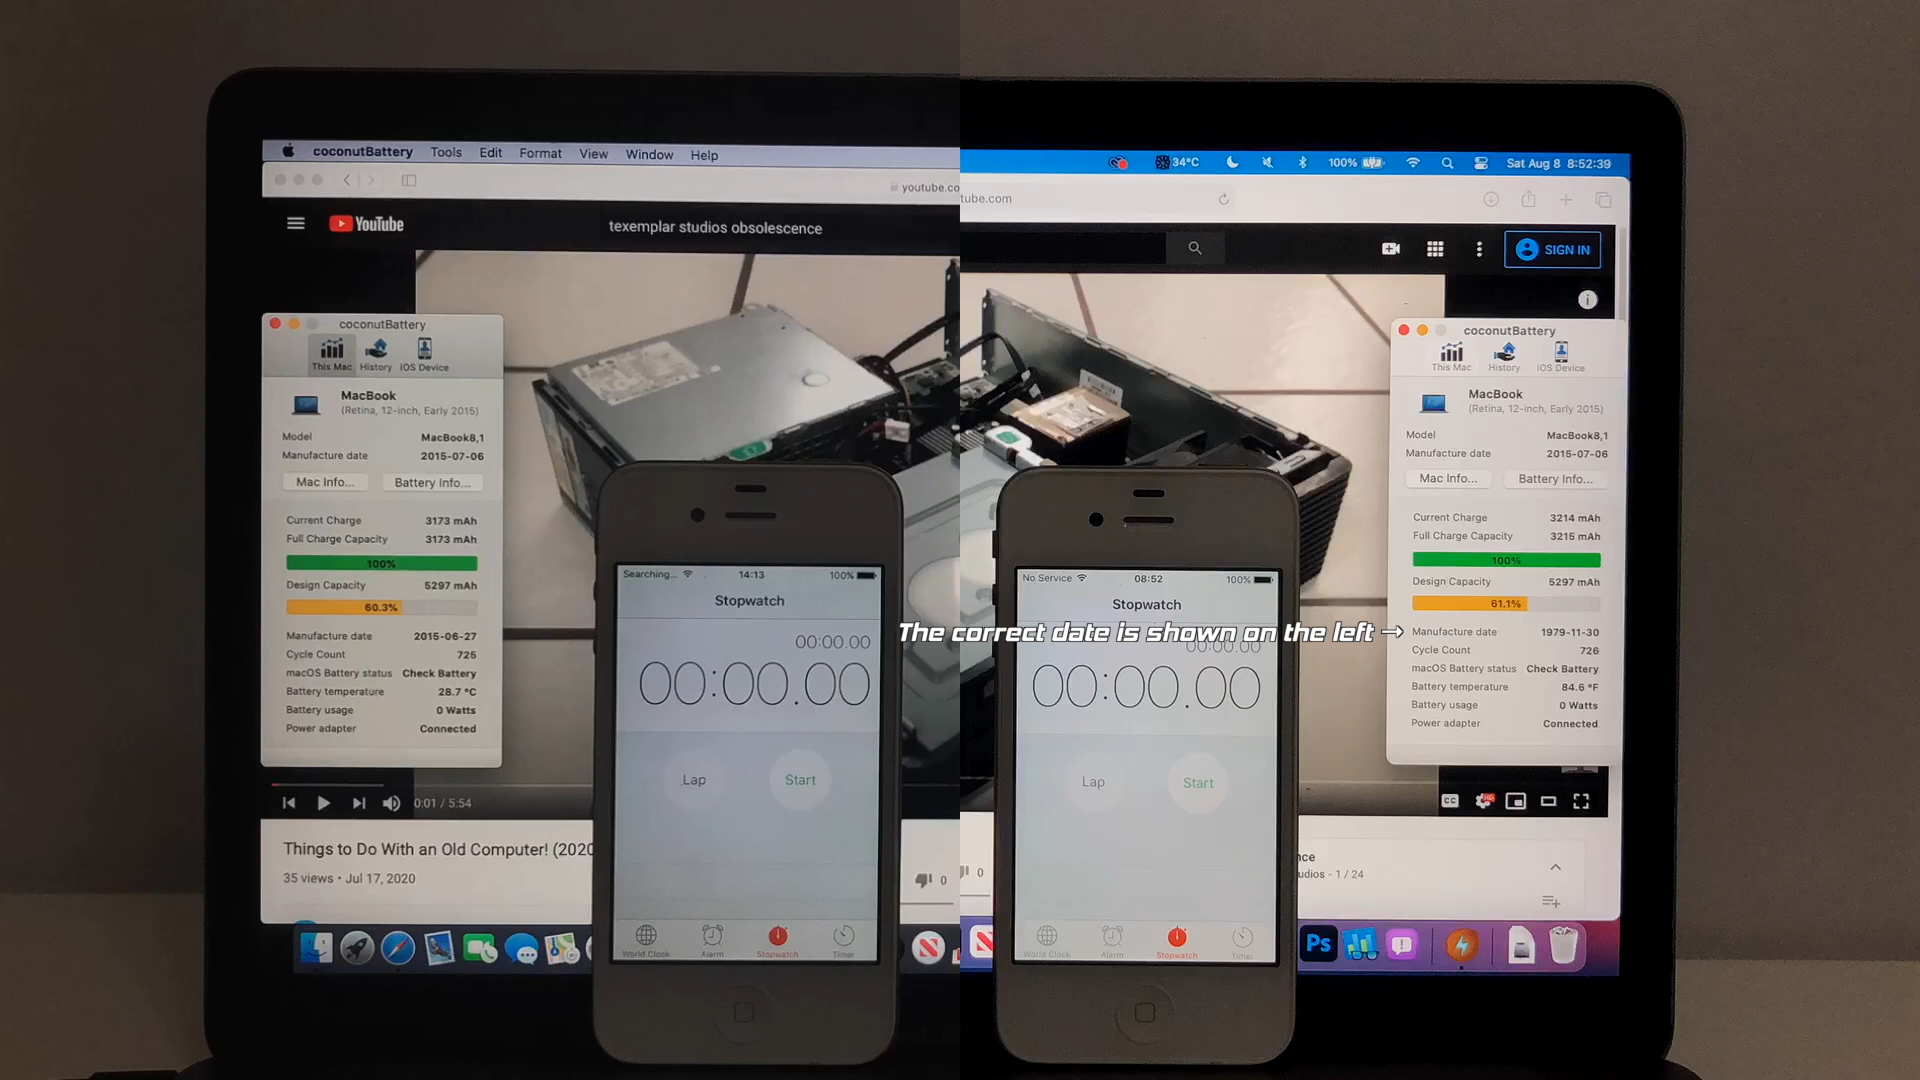 coconutBattery Tools Edit Format View Window Help
youtube.co
YouTube
texemplar studios obsolescence
coconutBattery
This Mac History iOS Device
MacBook
(Retina, 12-inch, Early 2015)
Model MacBook8,1
Manufacture date 2015-07-06
Mac Info... Battery Info...
Current Charge 3173 mAh
Full Charge Capacity 3173 mAh
100%
Design Capacity 5297 mAh
60.3%
Manufacture date 2015-06-27
Cycle Count 725
macOS Battery status Check Battery
Battery temperature 28.7 °C
Battery usage 0 Watts
Power adapter Connected
0:01 / 5:54
Things to Do With an Old Computer! (2020
35 views • Jul 17, 2020
0
Searching... 14:13 100%
Stopwatch
00:00.00
00:00.00
Lap Start
World Clock Alarm Stopwatch Timer
34°C 100% Sat Aug 8 8:52:39
tube.com
SIGN IN
coconutBattery
This Mac History iOS Device
MacBook
(Retina, 12-inch, Early 2015)
Model MacBook8,1
Manufacture date 2015-07-06
Mac Info... Battery Info...
Current Charge 3214 mAh
Full Charge Capacity 3215 mAh
100%
Design Capacity 5297 mAh
61.1%
The correct date is shown on the left →
Manufacture date 1979-11-30
Cycle Count 726
macOS Battery status Check Battery
Battery temperature 84.6 °F
Battery usage 0 Watts
Power adapter Connected
CC HD
0
nce
udios - 1 / 24
No Service 08:52 100%
Stopwatch
00:00.00
00:00.00
Lap Start
World Clock Alarm Stopwatch Timer
Ps